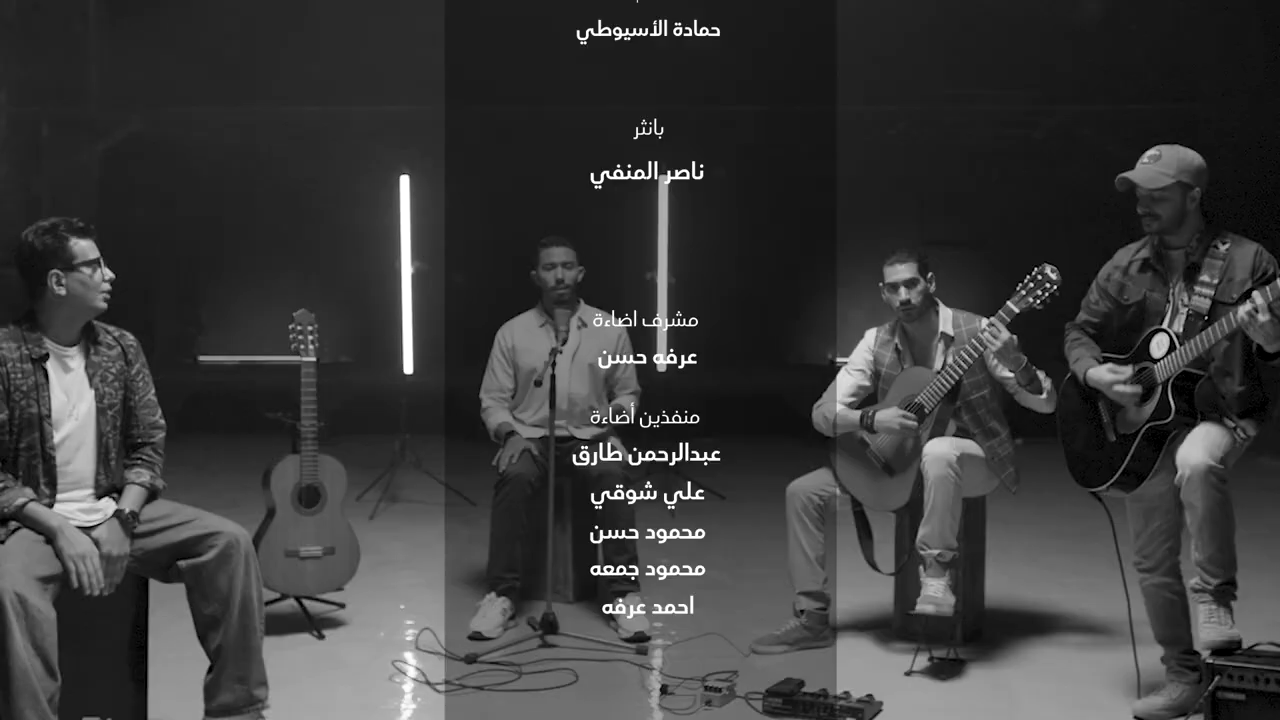 حمادة الأسيوطي
بانثر
ناصر المنفي
مشرف اضاءة
عرفه حسن
منفذين أضاءة
عبدالرحمن طارق
علي شوقي
محمود حسن
محمود جمعه
احمد عرفه